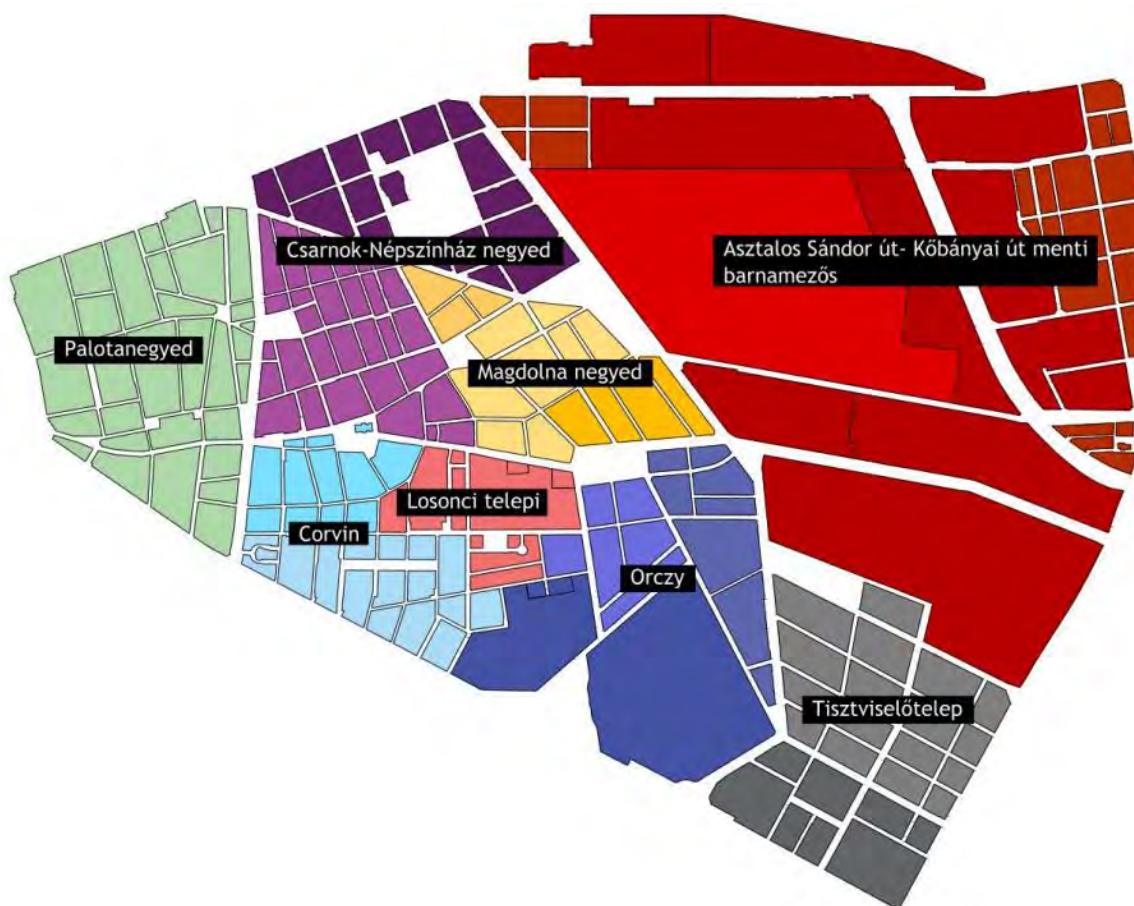 Csarnok-Népszínház negyed
Asztalos Sándor út- Kőbányai út menti
barnamezős
Palotanegyed
Magdolna negyed
Losonci telepi
Corvin
Orczy
Tisztviselőtelep